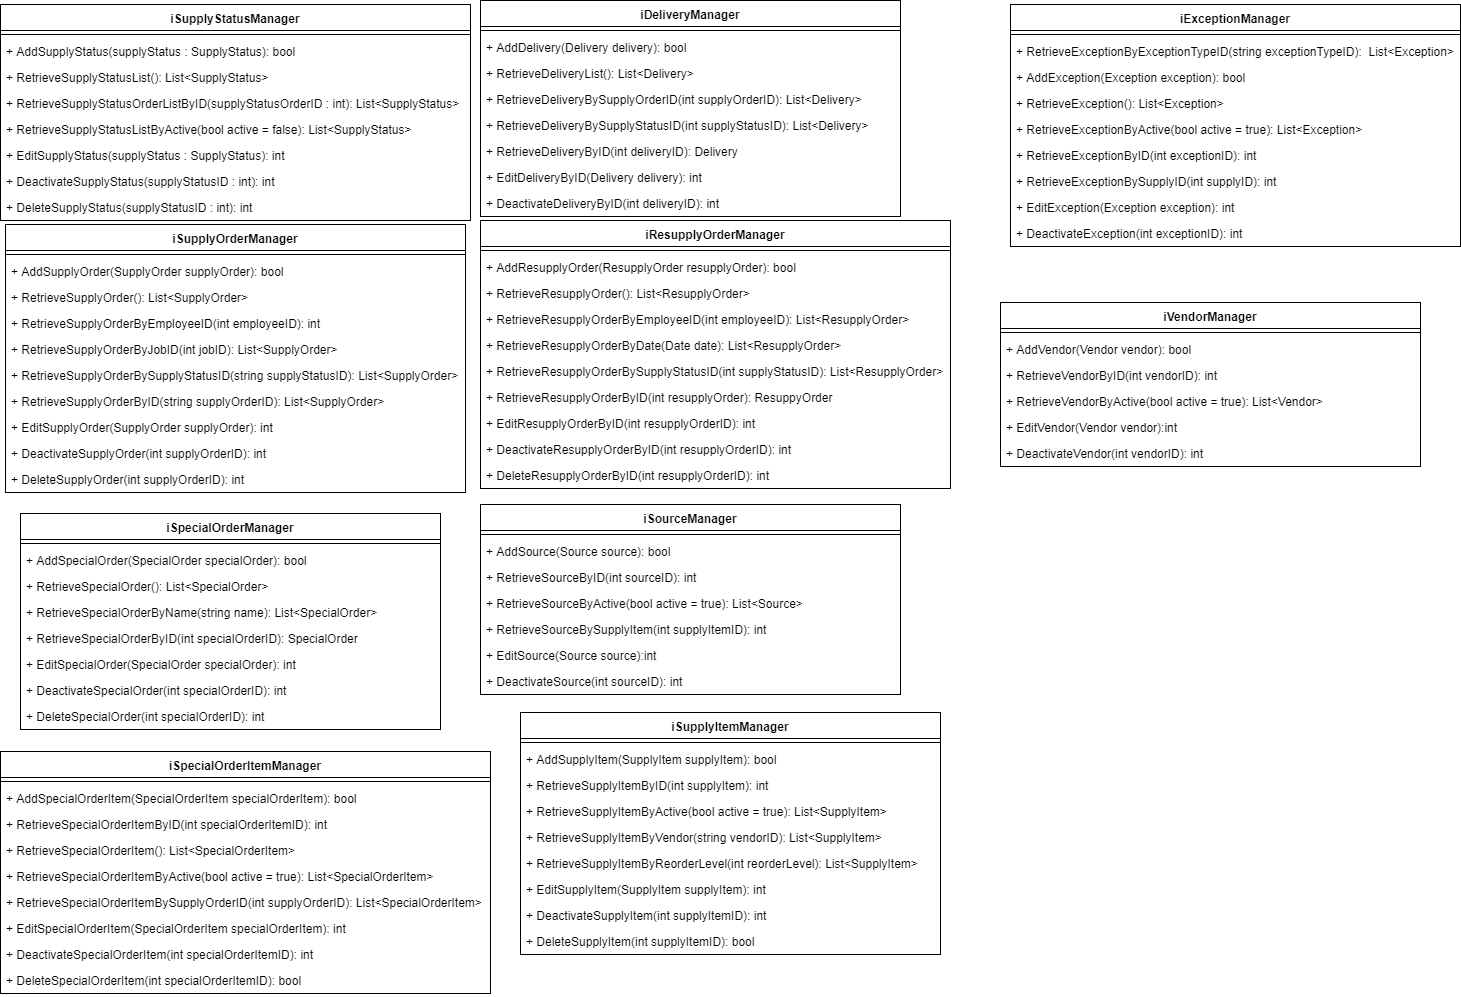 iSupplyStatusManager
+ AddSupplyStatus(supplyStatus : SupplyStatus): bool
+ RetrieveSupplyStatusList(): List<SupplyStatus>
+ RetrieveSupplyStatusOrderListByID(supplyStatusOrderID : int): List<SupplyStatus>
+ RetrieveSupplyStatusListByActive(bool active = false): List<SupplyStatus>
+ EditSupplyStatus(supplyStatus : SupplyStatus): int
+ DeactivateSupplyStatus(supplyStatusID : int): int
+ DeleteSupplyStatus(supplyStatusID : int): int
iDeliveryManager
+ AddDelivery(Delivery delivery): bool
+ RetrieveDeliveryList(): List<Delivery>
+ RetrieveDeliveryBySupplyOrderID(int supplyOrderID): List<Delivery>
+ RetrieveDeliveryBySupplyStatusID(int supplyStatusID): List<Delivery>
+ RetrieveDeliveryByID(int deliveryID): Delivery
+ EditDeliveryByID(Delivery delivery): int
+ DeactivateDeliveryByID(int deliveryID): int
iExceptionManager
+ RetrieveExceptionByExceptionTypeID(string exceptionTypeID):  List<Exception>
+ AddException(Exception exception): bool
+ RetrieveException(): List<Exception>
+ RetrieveExceptionByActive(bool active = true): List<Exception>
+ RetrieveExceptionByID(int exceptionID): int
+ RetrieveExceptionBySupplyID(int supplyID): int
+ EditException(Exception exception): int
+ DeactivateException(int exceptionID): int
iSupplyOrderManager
+ AddSupplyOrder(SupplyOrder supplyOrder): bool
+ RetrieveSupplyOrder(): List<SupplyOrder>
+ RetrieveSupplyOrderByEmployeeID(int employeeID): int
+ RetrieveSupplyOrderByJobID(int jobID): List<SupplyOrder>
+ RetrieveSupplyOrderBySupplyStatusID(string supplyStatusID): List<SupplyOrder>
+ RetrieveSupplyOrderByID(string supplyOrderID): List<SupplyOrder>
+ EditSupplyOrder(SupplyOrder supplyOrder): int
+ DeactivateSupplyOrder(int supplyOrderID): int
+ DeleteSupplyOrder(int supplyOrderID): int
iResupplyOrderManager
+ AddResupplyOrder(ResupplyOrder resupplyOrder): bool
+ RetrieveResupplyOrder(): List<ResupplyOrder>
+ RetrieveResupplyOrderByEmployeeID(int employeeID): List<ResupplyOrder>
+ RetrieveResupplyOrderByDate(Date date): List<ResupplyOrder>
+ RetrieveResupplyOrderBySupplyStatusID(int supplyStatusID): List<ResupplyOrder>
+ RetrieveResupplyOrderByID(int resupplyOrder): ResuppyOrder
+ EditResupplyOrderByID(int resupplyOrderID): int
+ DeactivateResupplyOrderByID(int resupplyOrderID): int
+ DeleteResupplyOrderByID(int resupplyOrderID): int
iVendorManager
+ AddVendor(Vendor vendor): bool
+ RetrieveVendorByID(int vendorID): int
+ RetrieveVendorByActive(bool active = true): List<Vendor>
+ EditVendor(Vendor vendor):int
+ DeactivateVendor(int vendorID): int
iSpecialOrderManager
+ AddSpecialOrder(SpecialOrder specialOrder): bool
+ RetrieveSpecialOrder(): List<SpecialOrder>
+ RetrieveSpecialOrderByName(string name): List<SpecialOrder>
+ RetrieveSpecialOrderByID(int specialOrderID): SpecialOrder
+ EditSpecialOrder(SpecialOrder specialOrder): int
+ DeactivateSpecialOrder(int specialOrderID): int
+ DeleteSpecialOrder(int specialOrderID): int
iSourceManager
+ AddSource(Source source): bool
+ RetrieveSourceByID(int sourceID): int
+ RetrieveSourceByActive(bool active = true): List<Source>
+ RetrieveSourceBySupplyItem(int supplyItemID): int
+ EditSource(Source source):int
+ DeactivateSource(int sourceID): int
iSpecialOrderItemManager
+ AddSpecialOrderItem(SpecialOrderItem specialOrderItem): bool
+ RetrieveSpecialOrderItemByID(int specialOrderItemID): int
+ RetrieveSpecialOrderItem(): List<SpecialOrderItem>
+ RetrieveSpecialOrderItemByActive(bool active = true): List<SpecialOrderItem>
+ RetrieveSpecialOrderItemBySupplyOrderID(int supplyOrderID): List<SpecialOrderItem>
+ EditSpecialOrderItem(SpecialOrderItem specialOrderItem): int
+ DeactivateSpecialOrderItem(int specialOrderItemID): int
+ DeleteSpecialOrderItem(int specialOrderItemID): bool
iSupplyItemManager
+ AddSupplyItem(SupplyItem supplyItem): bool
+ RetrieveSupplyItemByID(int supplyItem): int
+ RetrieveSupplyItemByActive(bool active = true): List<SupplyItem>
+ RetrieveSupplyItemByVendor(string vendorID): List<SupplyItem>
+ RetrieveSupplyItemByReorderLevel(int reorderLevel): List<SupplyItem>
+ EditSupplyItem(SupplyItem supplyItem): int
+ DeactivateSupplyItem(int supplyItemID): int
+ DeleteSupplyItem(int supplyItemID): bool